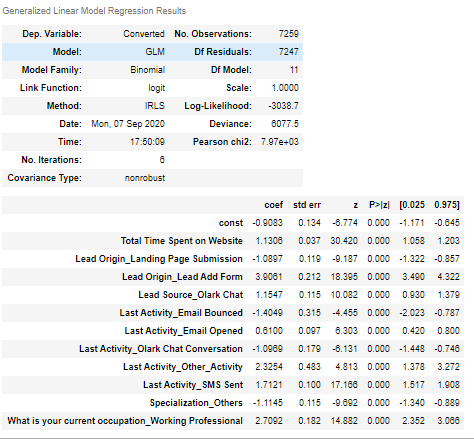 Generalized Linear Model Regression Results
Dep. Variable: Converted No. Observations: 7259
Model: GLM Df Residuals: 7247
Model Family: Binomial Df Model: 11
Link Function: logit Scale: 1.0000
Method: IRLS Log-Likelihood: -3038.7
Date: Mon, 07 Sep 2020 Deviance: 6077.5
Time: 17:50:09 Pearson chi2: 7.97e+03
No. Iterations: 6
Covariance Type: nonrobust
coef std err z P>|z| [0.025 0.975]
const -0.9083 0.134 -6.774 0.000 -1.171 -0.645
Total Time Spent on Website 1.1306 0.037 30.420 0.000 1.058 1.203
Lead Origin_Landing Page Submission -1.0897 0.119 -9.187 0.000 -1.322 -0.857
Lead Origin_Lead Add Form 3.9061 0.212 18.395 0.000 3.490 4.322
Lead Source_Olark Chat 1.1547 0.115 10.082 0.000 0.930 1.379
Last Activity_Email Bounced -1.4049 0.315 -4.455 0.000 -2.023 -0.787
Last Activity_Email Opened 0.6100 0.097 6.303 0.000 0.420 0.800
Last Activity_Olark Chat Conversation -1.0969 0.179 -6.131 0.000 -1.448 -0.746
Last Activity_Other_Activity 2.3254 0.483 4.813 0.000 1.378 3.272
Last Activity_SMS Sent 1.7121 0.100 17.166 0.000 1.517 1.908
Specialization_Others -1.1145 0.115 -9.692 0.000 -1.340 -0.889
What is your current occupation_Working Professional 2.7092 0.182 14.882 0.000 2.352 3.066